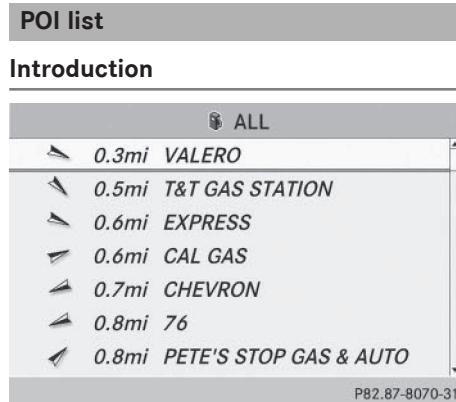 POI list
Introduction
ALL
0.3mi VALERO
0.5mi T&T GAS STATION
0.6mi EXPRESS
0.6mi CAL GAS
0.7mi CHEVRON
0.8mi 76
0.8mi PETE'S STOP GAS & AUTO
P82.87-8070-31